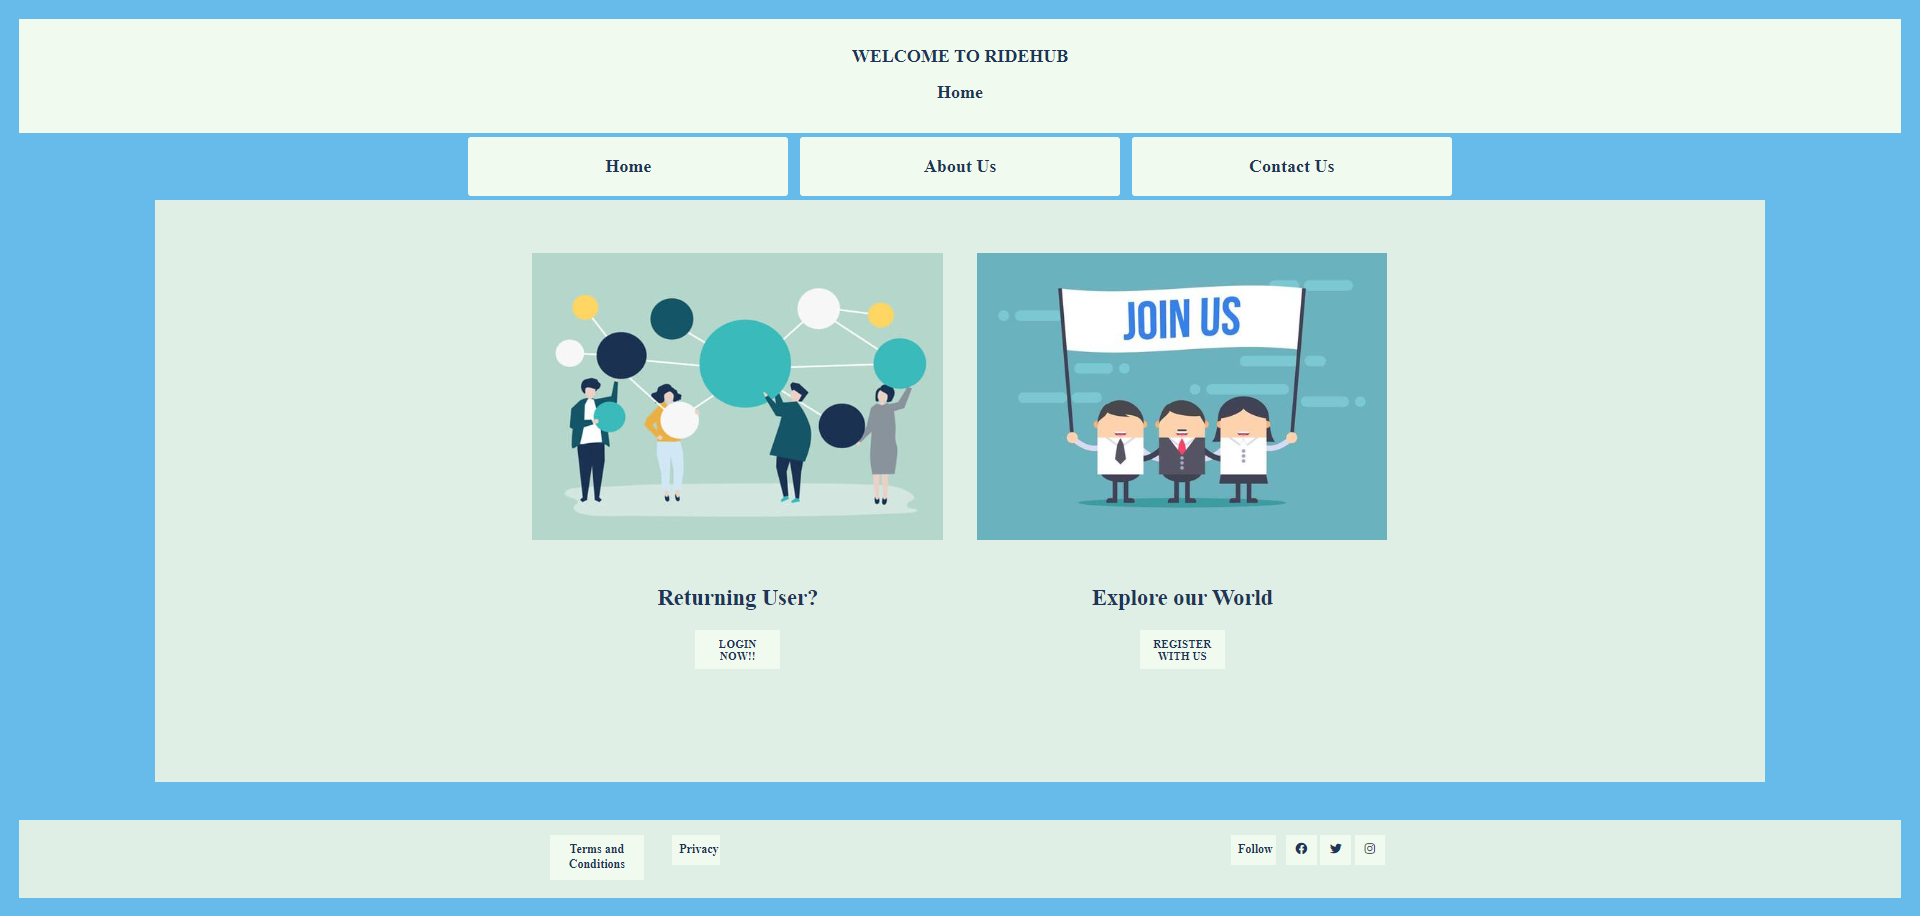 WELCOME TO RIDEHUB
Home
Home
About Us
Contact Us
JOIN US
Returning User?
Explore our World
LOGIN
NOW!!
REGISTER
WITH US
Terms and
Conditions
Privacy
Follow